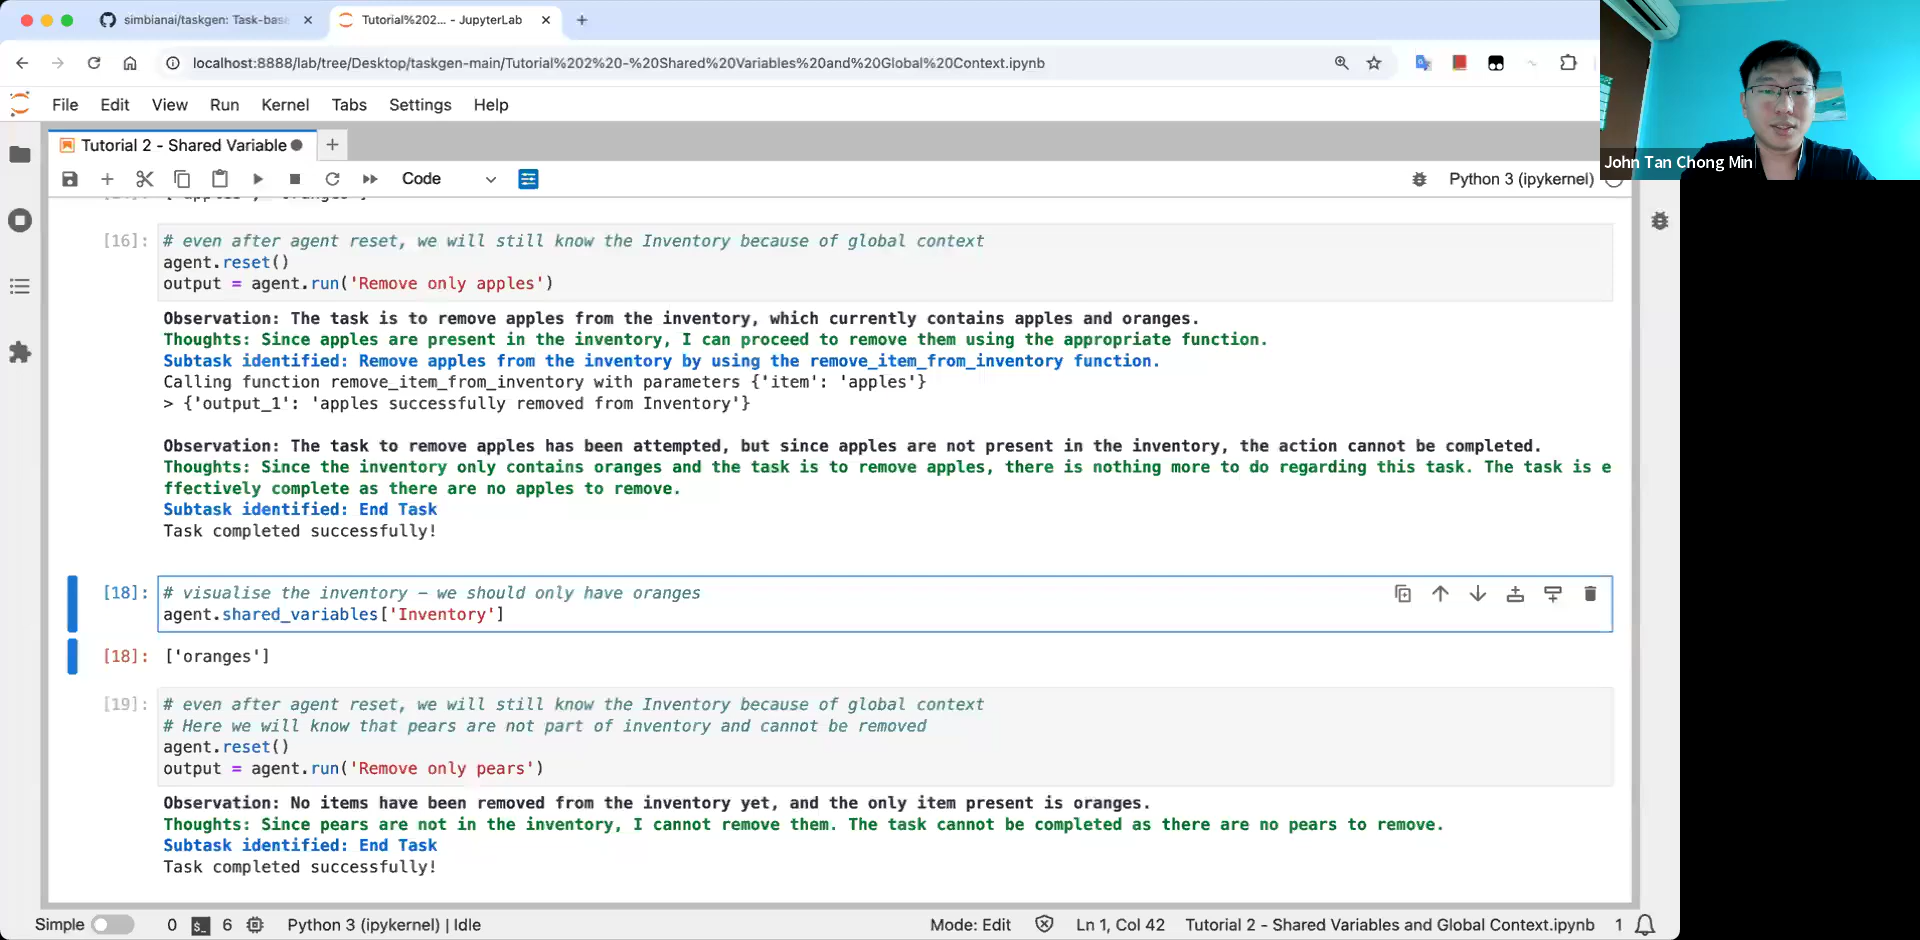 simbianai/taskgen: Task-base
Tutorial%202... - JupyterLab
localhost:8888/lab/tree/Desktop/taskgen-main/Tutorial%202%20-%20Shared%20Variables%20and%20Global%20Context.ipynb
File Edit View Run Kernel Tabs Settings Help
John Tan Chong Min
Tutorial 2 - Shared Variable
Code
Python 3 (ipykernel)
[16]: # even after agent reset, we will still know the Inventory because of global context
agent.reset()
output = agent.run('Remove only apples')
Observation: The task is to remove apples from the inventory, which currently contains apples and oranges.
Thoughts: Since apples are present in the inventory, I can proceed to remove them using the appropriate function.
Subtask identified: Remove apples from the inventory by using the remove_item_from_inventory function.
Calling function remove_item_from_inventory with parameters {'item': 'apples'}
> {'output_1': 'apples successfully removed from Inventory'}
Observation: The task to remove apples has been attempted, but since apples are not present in the inventory, the action cannot be completed.
Thoughts: Since the inventory only contains oranges and the task is to remove apples, there is nothing more to do regarding this task. The task is e
ffectively complete as there are no apples to remove.
Subtask identified: End Task
Task completed successfully!
[18]: # visualise the inventory – we should only have oranges
agent.shared_variables['Inventory']
[18]: ['oranges']
[19]: # even after agent reset, we will still know the Inventory because of global context
# Here we will know that pears are not part of inventory and cannot be removed
agent.reset()
output = agent.run('Remove only pears')
Observation: No items have been removed from the inventory yet, and the only item present is oranges.
Thoughts: Since pears are not in the inventory, I cannot remove them. The task cannot be completed as there are no pears to remove.
Subtask identified: End Task
Task completed successfully!
Simple 0 $_ 6 Python 3 (ipykernel) | Idle Mode: Edit Ln 1, Col 42 Tutorial 2 - Shared Variables and Global Context.ipynb 1